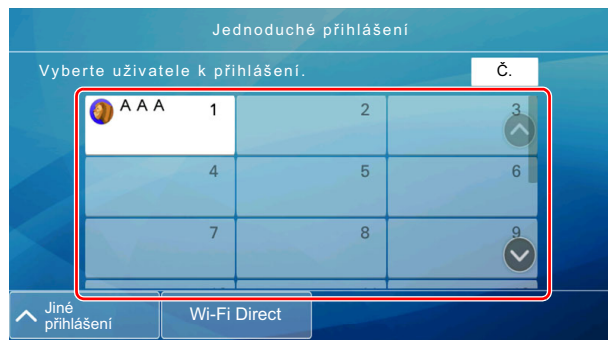 Jednoduché přihlášení
Vyberte uživatele k přihlášení.
Č.
A A A 1
2
3
4
5
6
7
8
9
Jiné
přihlášení
Wi-Fi Direct